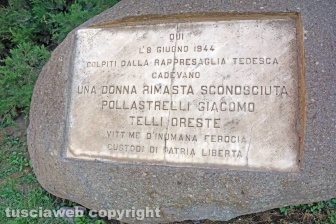 QUI
L'8 GIUGNO 1944
COLPITI DALLA RAPPRESAGLIA TEDESCA
CADEVANO
UNA DONNA RIMASTA SCONOSCIUTA
POLLASTRELLI GIACOMO
TELLI ORESTE
VITTIME D'INUMANA FEROCIA
CUSTODI DI PATRIA LIBERTÀ
tusciaweb copyright